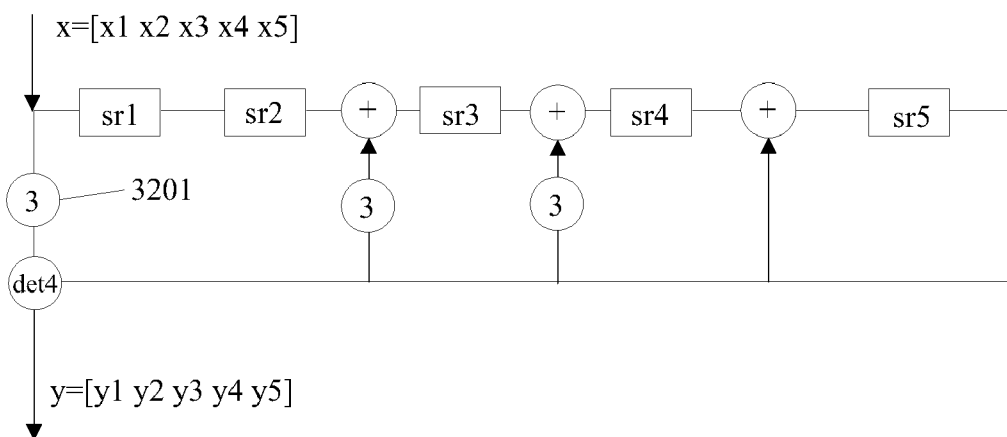 x=[x1 x2 x3 x4 x5]
sr1 sr2 + sr3 + sr4 + sr5
3 3201 3 3
det4
y=[y1 y2 y3 y4 y5]